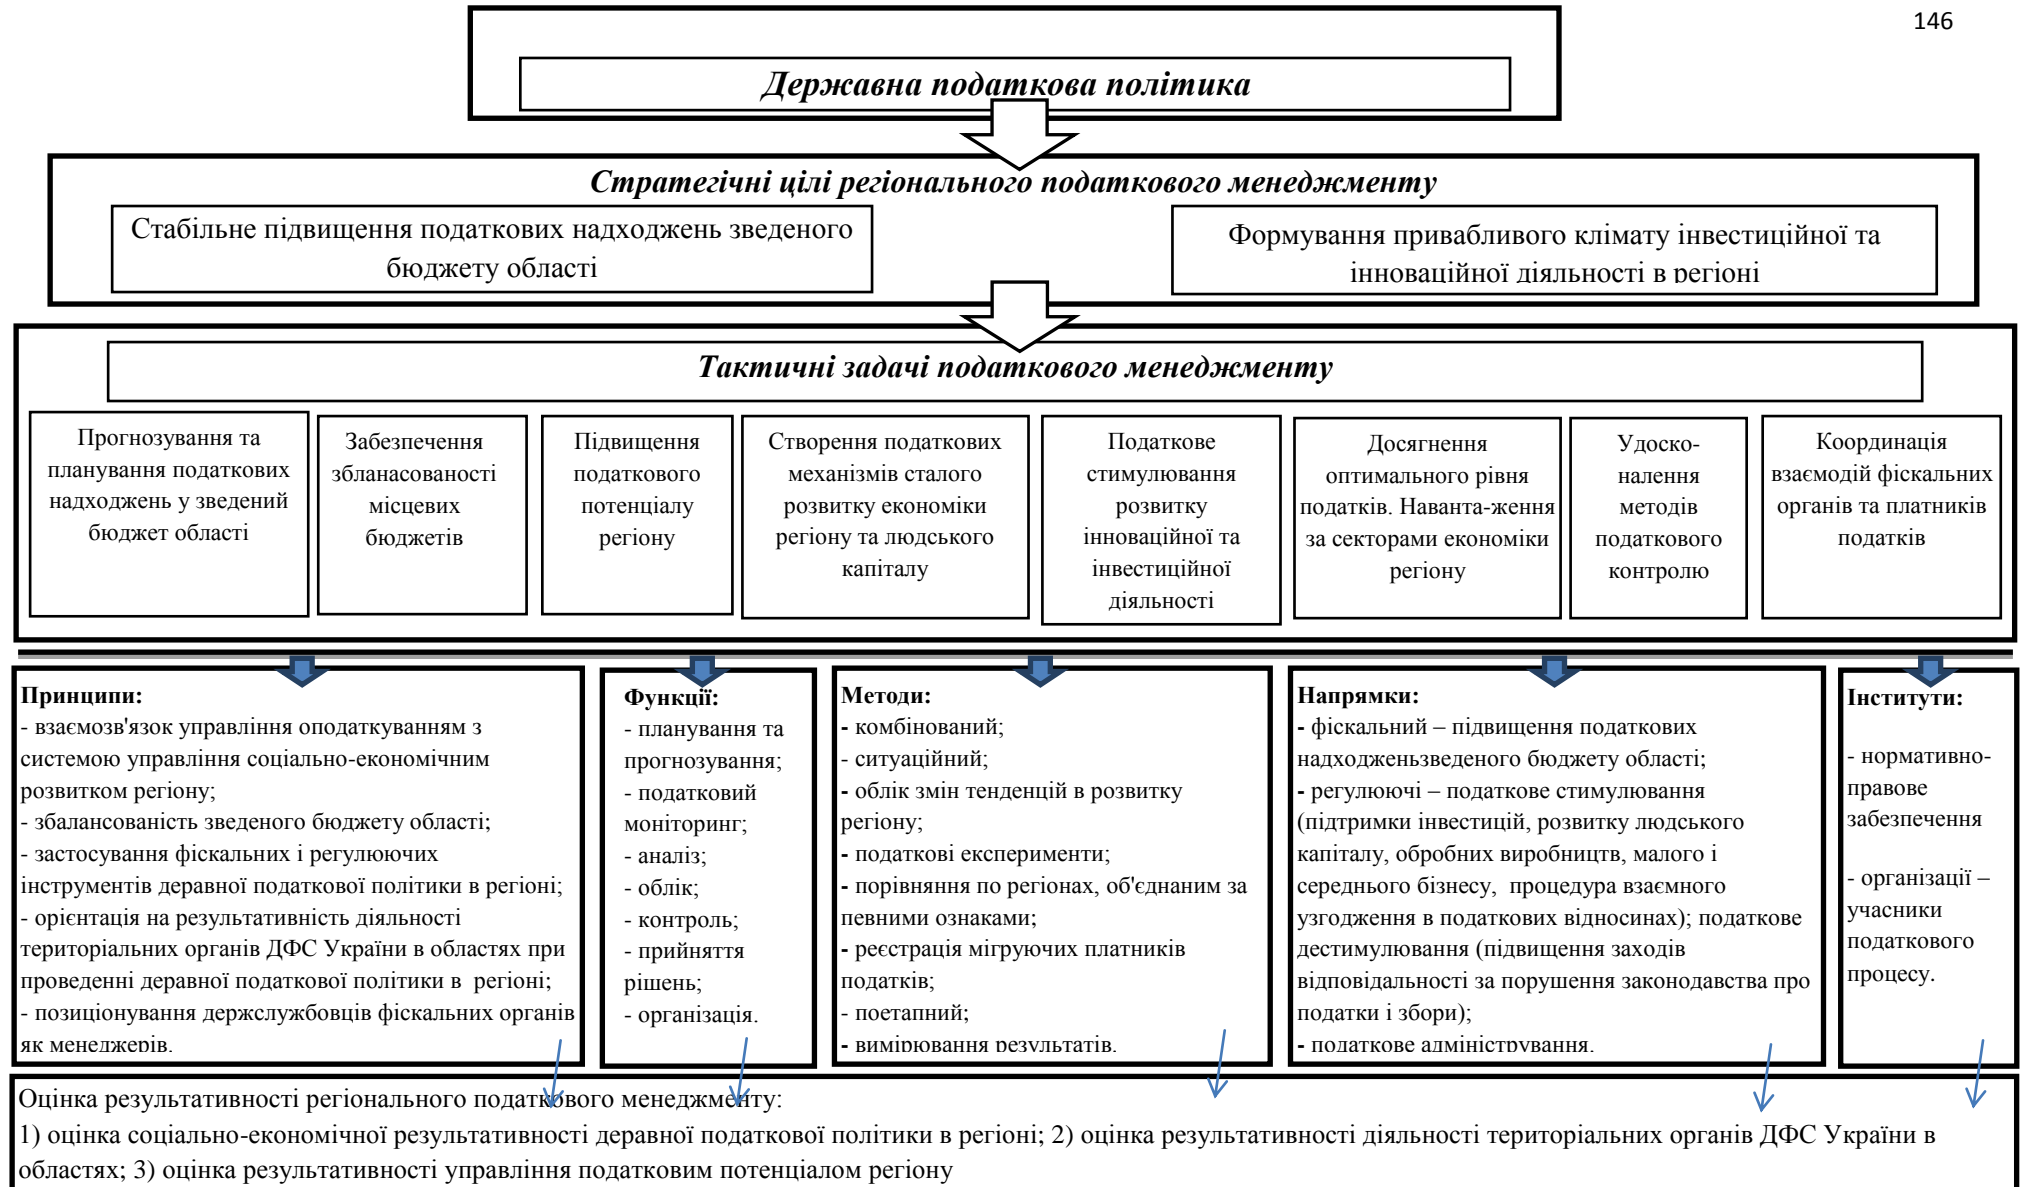 146
Державна податкова політика
Стратегічні цілі регіонального податкового менеджменту
Стабільне підвищення податкових надходжень зведеного
бюджету області
Формування привабливого клімату інвестиційної та
інноваційної діяльності в регіоні
Тактичні задачі податкового менеджменту
Прогнозування та
планування податкових
надходжень у зведений
бюджет області
Забезпечення
збланасованості
місцевих
бюджетів
Підвищення
податкового
потенціалу
регіону
Створення податкових
механізмів сталого
розвитку економіки
регіону та людського
капіталу
Податкове
стимулювання
розвитку
інноваційної та
інвестиційної
діяльності
Досягнення
оптимального рівня
податків. Наванта-ження
за секторами економіки
регіону
Удоско-
налення
методів
податкового
контролю
Координація
взаємодій фіскальних
органів та платників
податків
Принципи:
- взаємозв'язок управління оподаткуванням з
системою управління соціально-економічним
розвитком регіону;
- збалансованість зведеного бюджету області;
- застосування фіскальних і регулюючих
інструментів деравної податкової політики в регіоні;
- орієнтація на результативність діяльності
територіальних органів ДФС України в областях при
проведенні деравної податкової політики в регіоні;
- позиціонування держслужбовців фіскальних органів
як менеджерів.
Функції:
- планування та
прогнозування;
- податковий
моніторинг;
- аналіз;
- облік;
- контроль;
- прийняття
рішень;
- організація.
Методи:
- комбінований;
- ситуаційний;
- облік змін тенденцій в розвитку
регіону;
- податкові експерименти;
- порівняння по регіонах, об'єднаним за
певними ознаками;
- реєстрація мігруючих платників
податків;
- поетапний;
- вимірювання результатів.
Напрямки:
- фіскальний – підвищення податкових
надходженьзведеного бюджету області;
- регулюючі – податкове стимулювання
(підтримки інвестицій, розвитку людського
капіталу, обробних виробництв, малого і
середнього бізнесу, процедура взаємного
узгодження в податкових відносинах); податкове
дестимулювання (підвищення заходів
відповідальності за порушення законодавства про
податки і збори);
- податкове адміністрування.
Інститути:
- нормативно-
правове
забезпечення
- організації –
учасники
податкового
процесу.
Оцінка результативності регіонального податкового менеджменту:
1) оцінка соціально-економічної результативності деравної податкової політики в регіоні; 2) оцінка результативності діяльності територіальних органів ДФС України в
областях; 3) оцінка результативності управління податковим потенціалом регіону